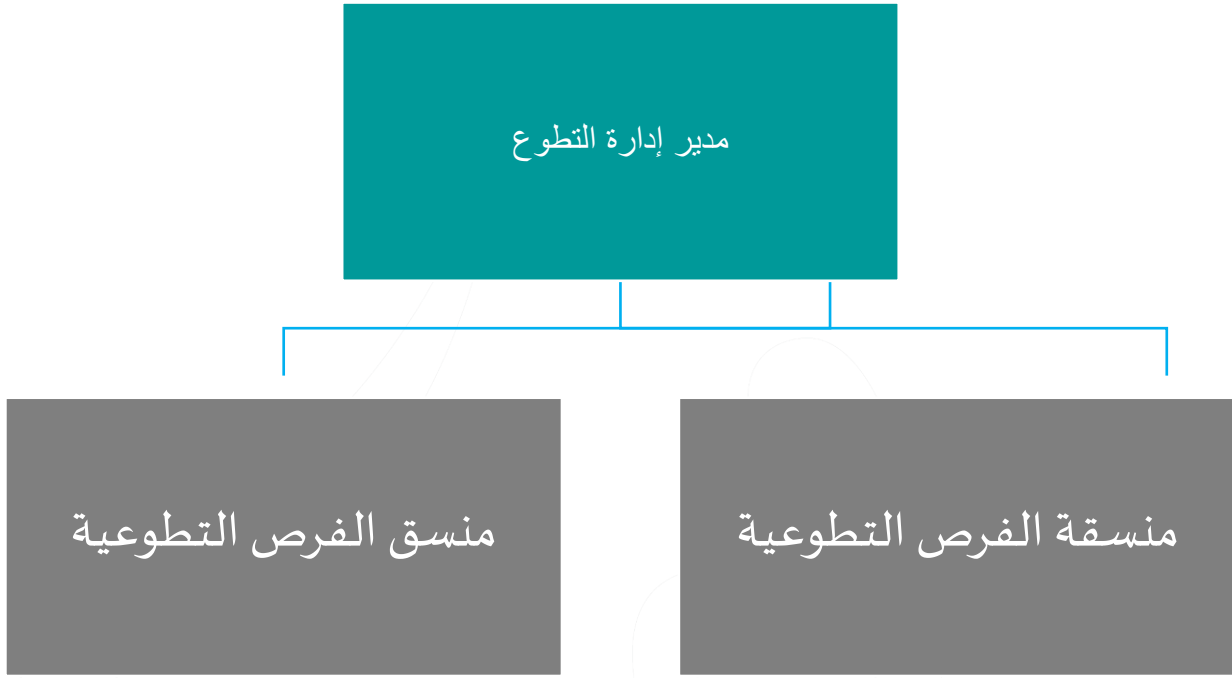 مدير إدارة التطوع
منسقة الفرص التطوعية
منسق الفرص التطوعية